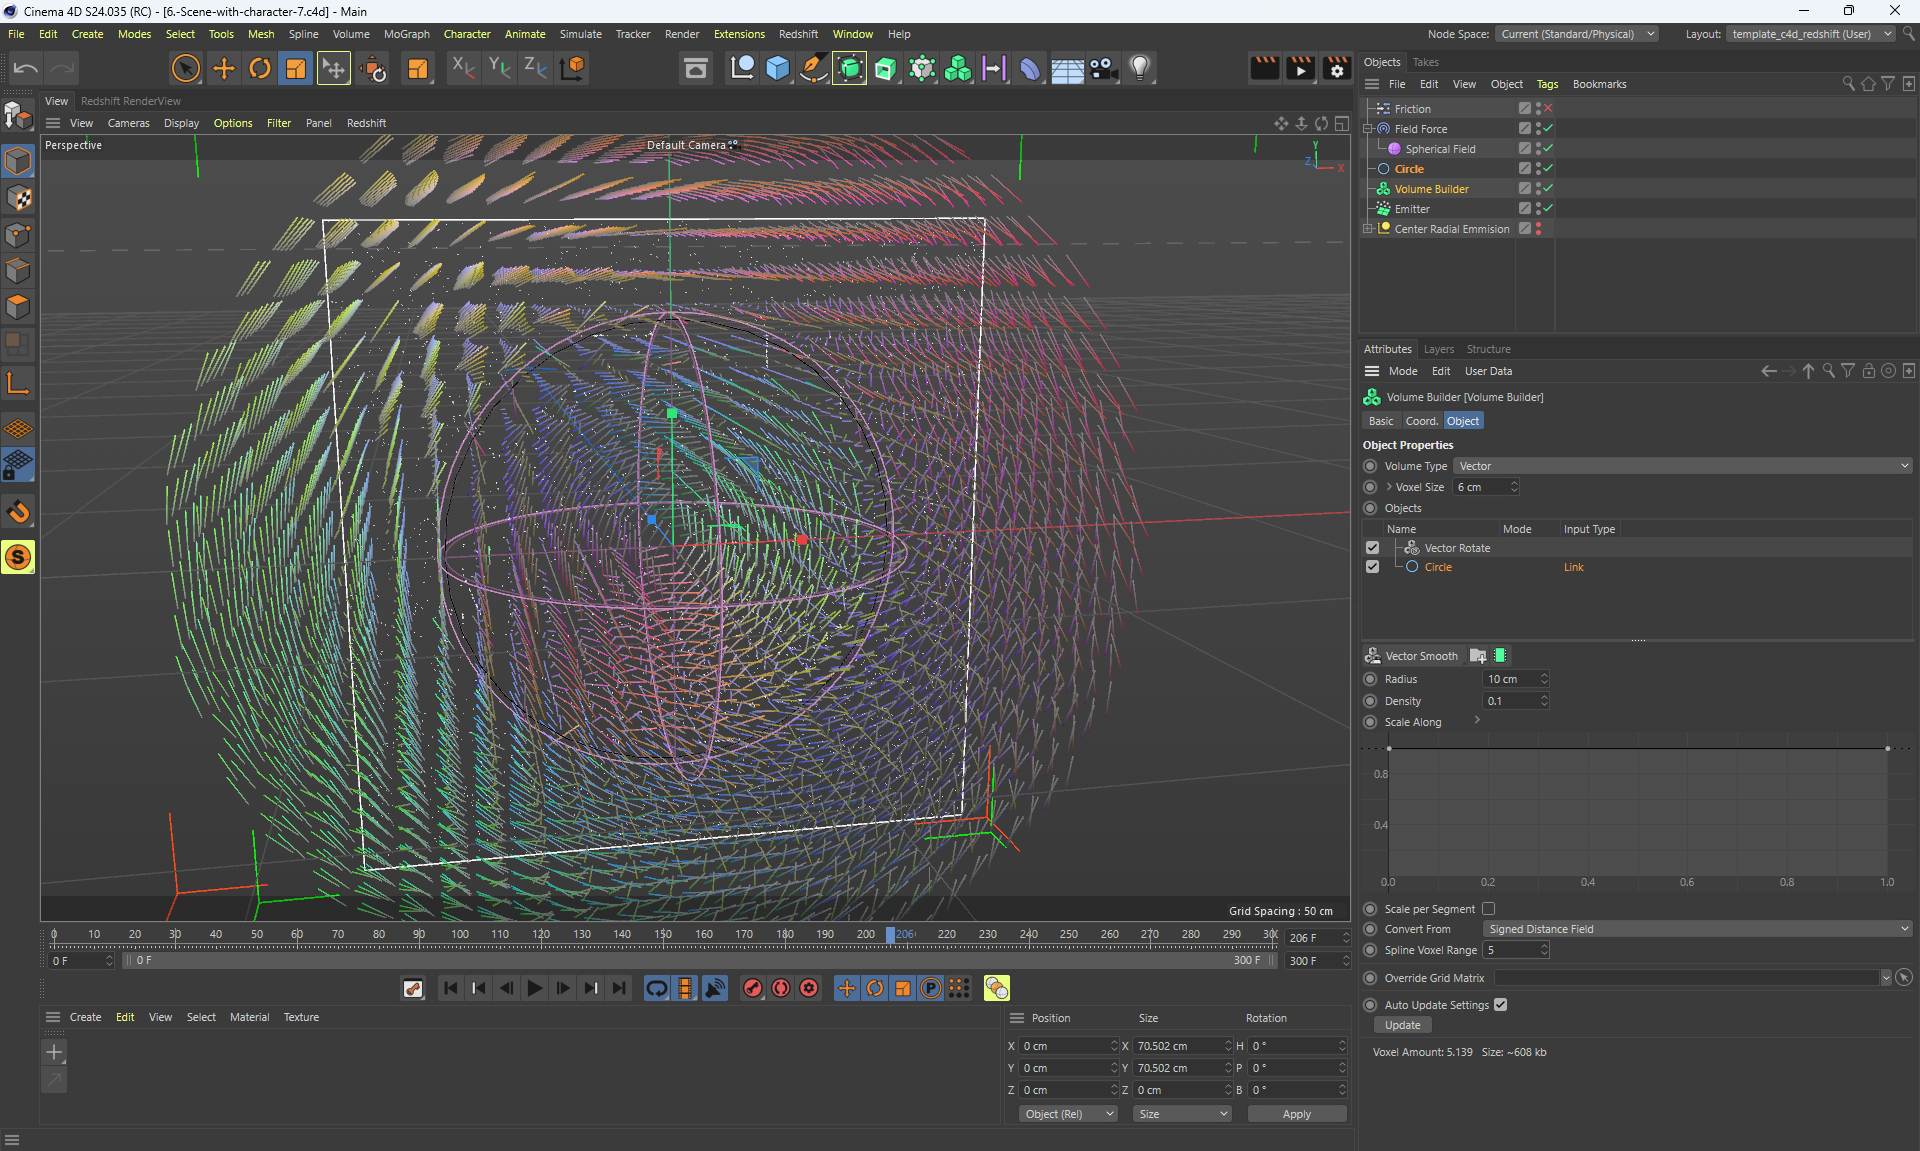 Cinema 4D S24.035 (RC) - [6.-Scene-with-character-7.c4d] - Main
File Edit Create Modes Select Tools Mesh Spline Volume MoGraph Character Animate Simulate Tracker Render Extensions Redshift Window Help
Node Space: Current (Standard/Physical) Layout: template_c4d_redshift (User)
View Redshift RenderView
View Cameras Display Options Filter Panel Redshift
Perspective
Default Camera
Y
Z X
Grid Spacing : 50 cm
0 10 20 30 40 50 60 70 80 90 100 110 120 130 140 150 160 170 180 190 200 206 220 230 240 250 260 270 280 290 300
206 F
0 F
0 F
300 F
300 F
Create Edit View Select Material Texture
Position Size Rotation
X 0 cm X 70.502 cm H 0 °
Y 0 cm Y 70.502 cm P 0 °
Z 0 cm Z 0 cm B 0 °
Object (Rel) Size Apply
Objects Takes
File Edit View Object Tags Bookmarks
Friction
Field Force
Spherical Field
Circle
Volume Builder
Emitter
Center Radial Emmision
Attributes Layers Structure
Mode Edit User Data
Volume Builder [Volume Builder]
Basic Coord. Object
Object Properties
Volume Type Vector
Voxel Size 6 cm
Objects
Name Mode Input Type
Vector Rotate
Circle Link
Vector Smooth
Radius 10 cm
Density 0.1
Scale Along
0.8
0.4
0.0 0.2 0.4 0.6 0.8 1.0
Scale per Segment
Convert From Signed Distance Field
Spline Voxel Range 5
Override Grid Matrix
Auto Update Settings
Update
Voxel Amount: 5.139 Size: ~608 kb